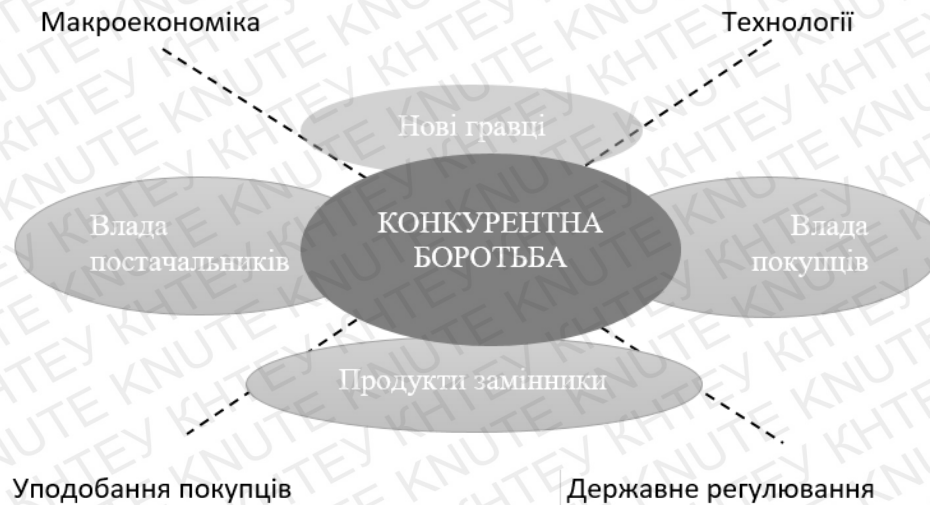 Макроекономіка
Технології
Нові гравці
Влада
постачальників
КОНКУРЕНТНА
БОРОТЬБА
Влада
покупців
Продукти замінники
Уподобання покупців
Державне регулювання